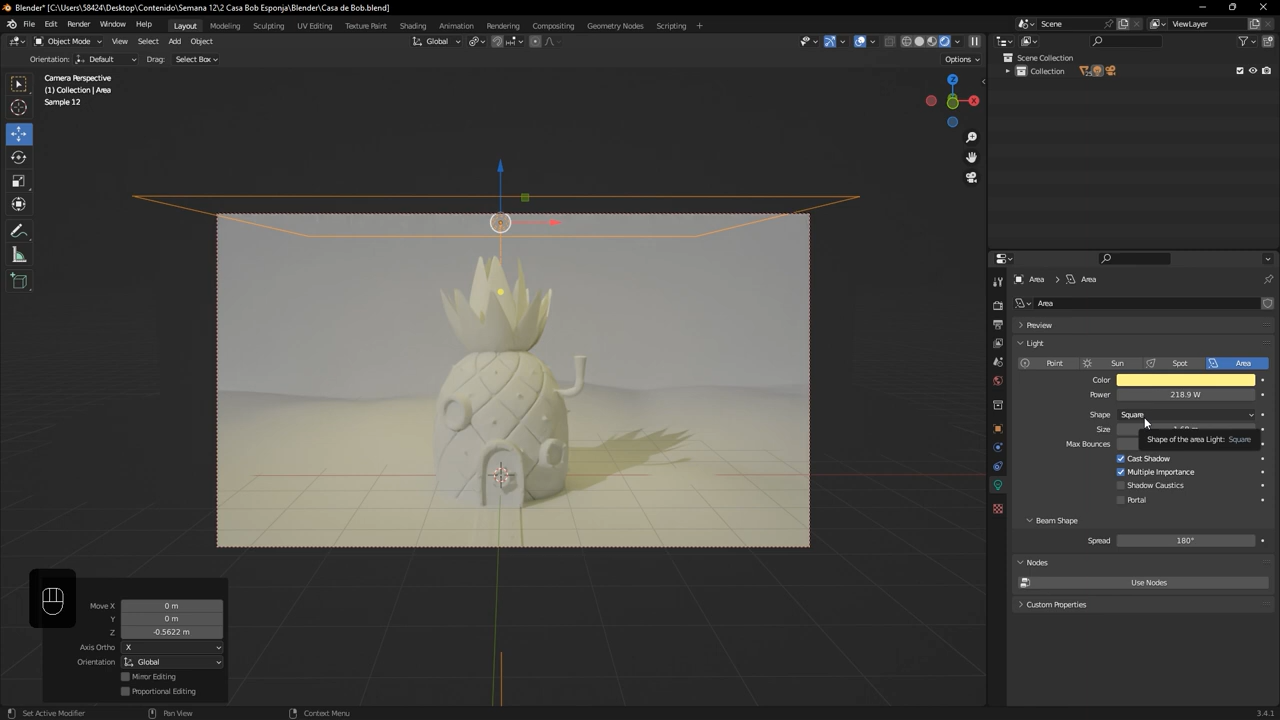 Blender* [C:\Users\58424\Desktop\Contenido\Semana 12\2 Casa Bob Esponja\Blender\Casa de Bob.blend]
File Edit Render Window Help Layout Modeling Sculpting UV Editing Texture Paint Shading Animation Rendering Compositing Geometry Nodes Scripting + Scene ViewLayer
Object Mode View Select Add Object Global
Orientation: Default Drag: Select Box Options
Camera Perspective
(1) Collection | Area
Sample 12
Z
X
Scene Collection
Collection
Area > Area
Area
Preview
Light
Point Sun Spot Area
Color
Power 218.9 W
Shape Square
Size
Shape of the area Light: Square
Max Bounces
Cast Shadow
Multiple Importance
Shadow Caustics
Portal
Beam Shape
Spread 180°
Nodes
Use Nodes
Custom Properties
Move X 0 m
Y 0 m
Z -0.5622 m
Axis Ortho X
Orientation Global
Mirror Editing
Proportional Editing
Set Active Modifier Pan View Context Menu 3.4.1